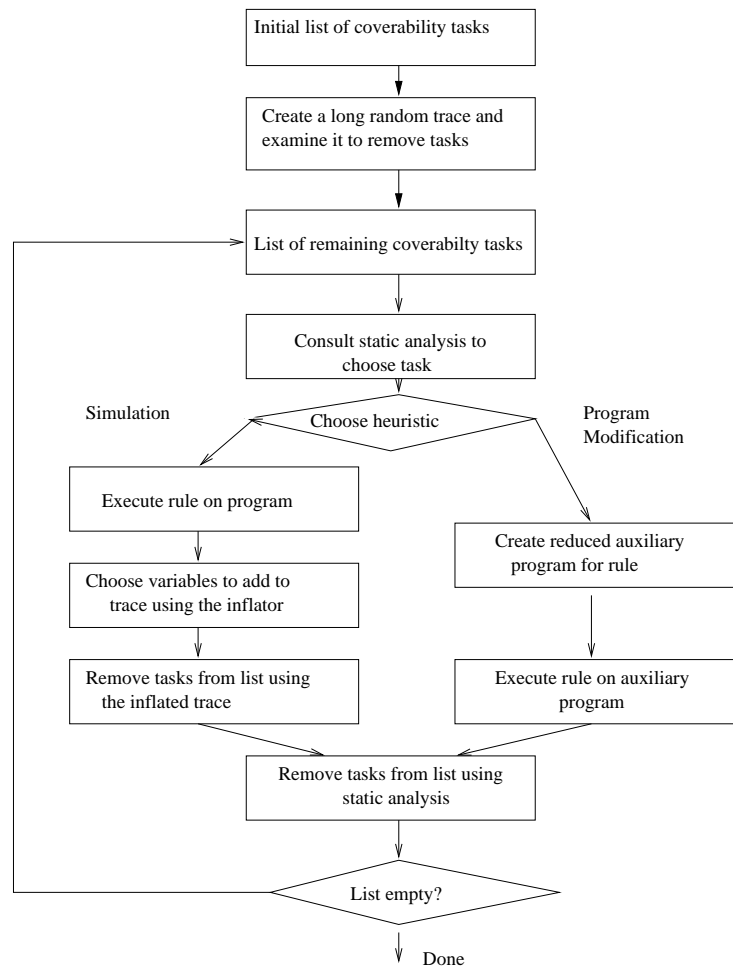 Initial list of coverability tasks
Create a long random trace and
examine it to remove tasks
List of remaining coverabilty tasks
Consult static analysis to
choose task
Simulation
Choose heuristic
Program
Modification
Execute rule on program
Choose variables to add to
trace using the inflator
Remove tasks from list using
the inflated trace
Create reduced auxiliary
program for rule
Execute rule on auxiliary
program
Remove tasks from list using
static analysis
List empty?
Done